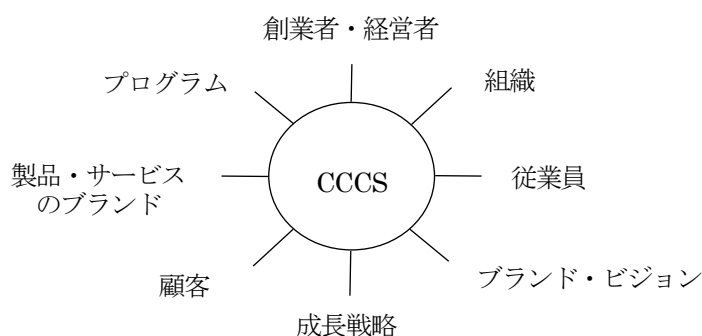 創業者・経営者
プログラム
組織
製品・サービス
のブランド
CCCS
従業員
顧客
ブランド・ビジョン
成長戦略